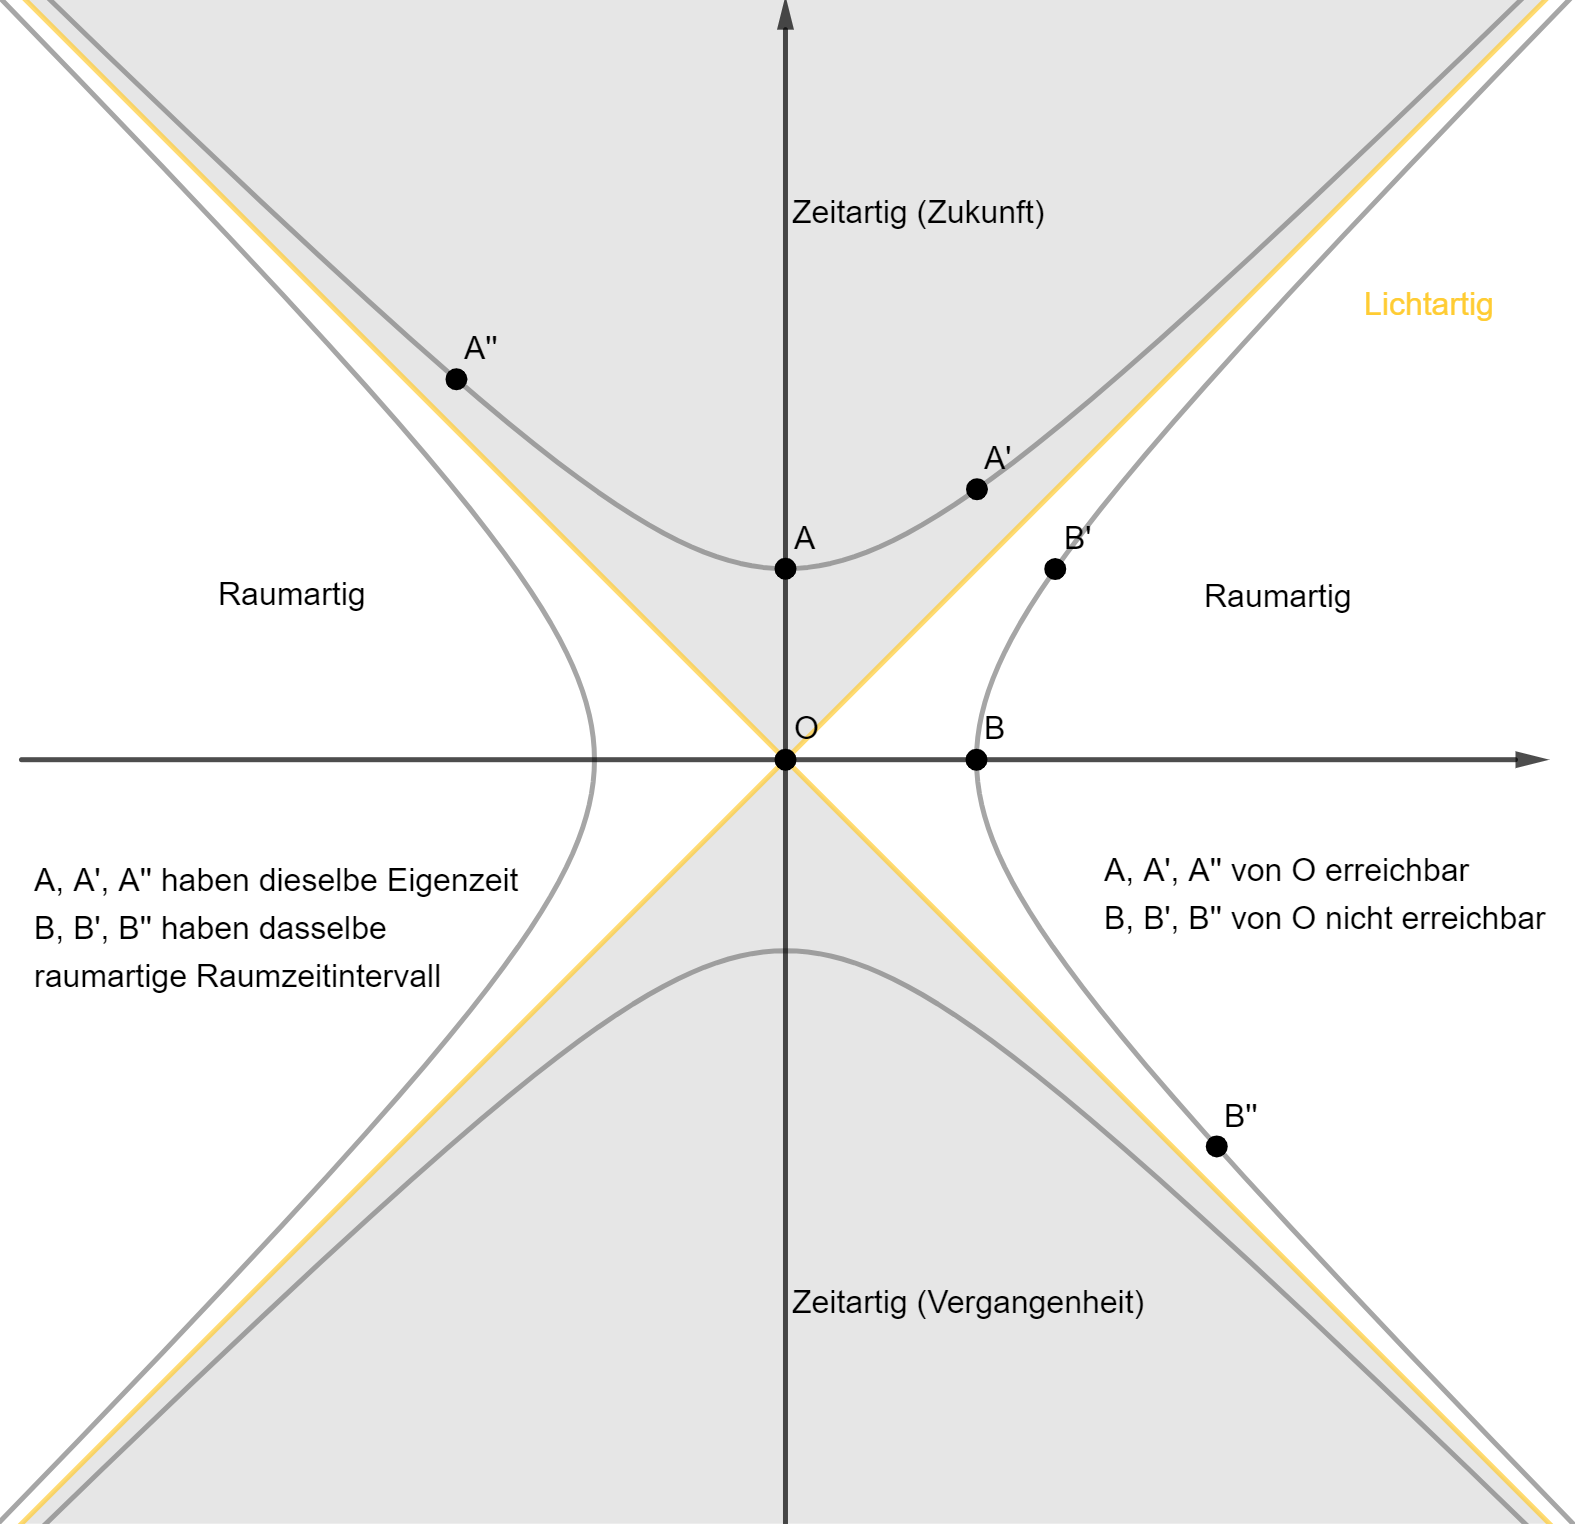 Zeitartig (Zukunft)
Lichtartig
A''
A'
A
B'
Raumartig
Raumartig
O
B
A, A', A'' haben dieselbe Eigenzeit
B, B', B'' haben dasselbe
raumartige Raumzeitintervall
A, A', A'' von O erreichbar
B, B', B'' von O nicht erreichbar
B''
Zeitartig (Vergangenheit)